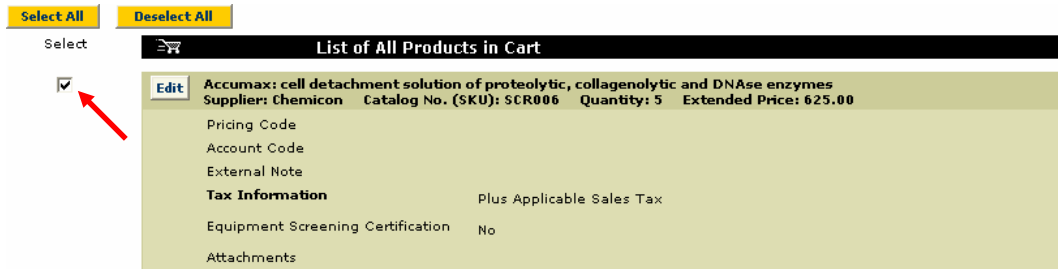 Select All Deselect All
Select List of All Products in Cart
Edit Accumax: cell detachment solution of proteolytic, collagenolytic and DNAse enzymes
Supplier: Chemicon Catalog No. (SKU): SCR006 Quantity: 5 Extended Price: 625.00
Pricing Code
Account Code
External Note
Tax Information Plus Applicable Sales Tax
Equipment Screening Certification No
Attachments